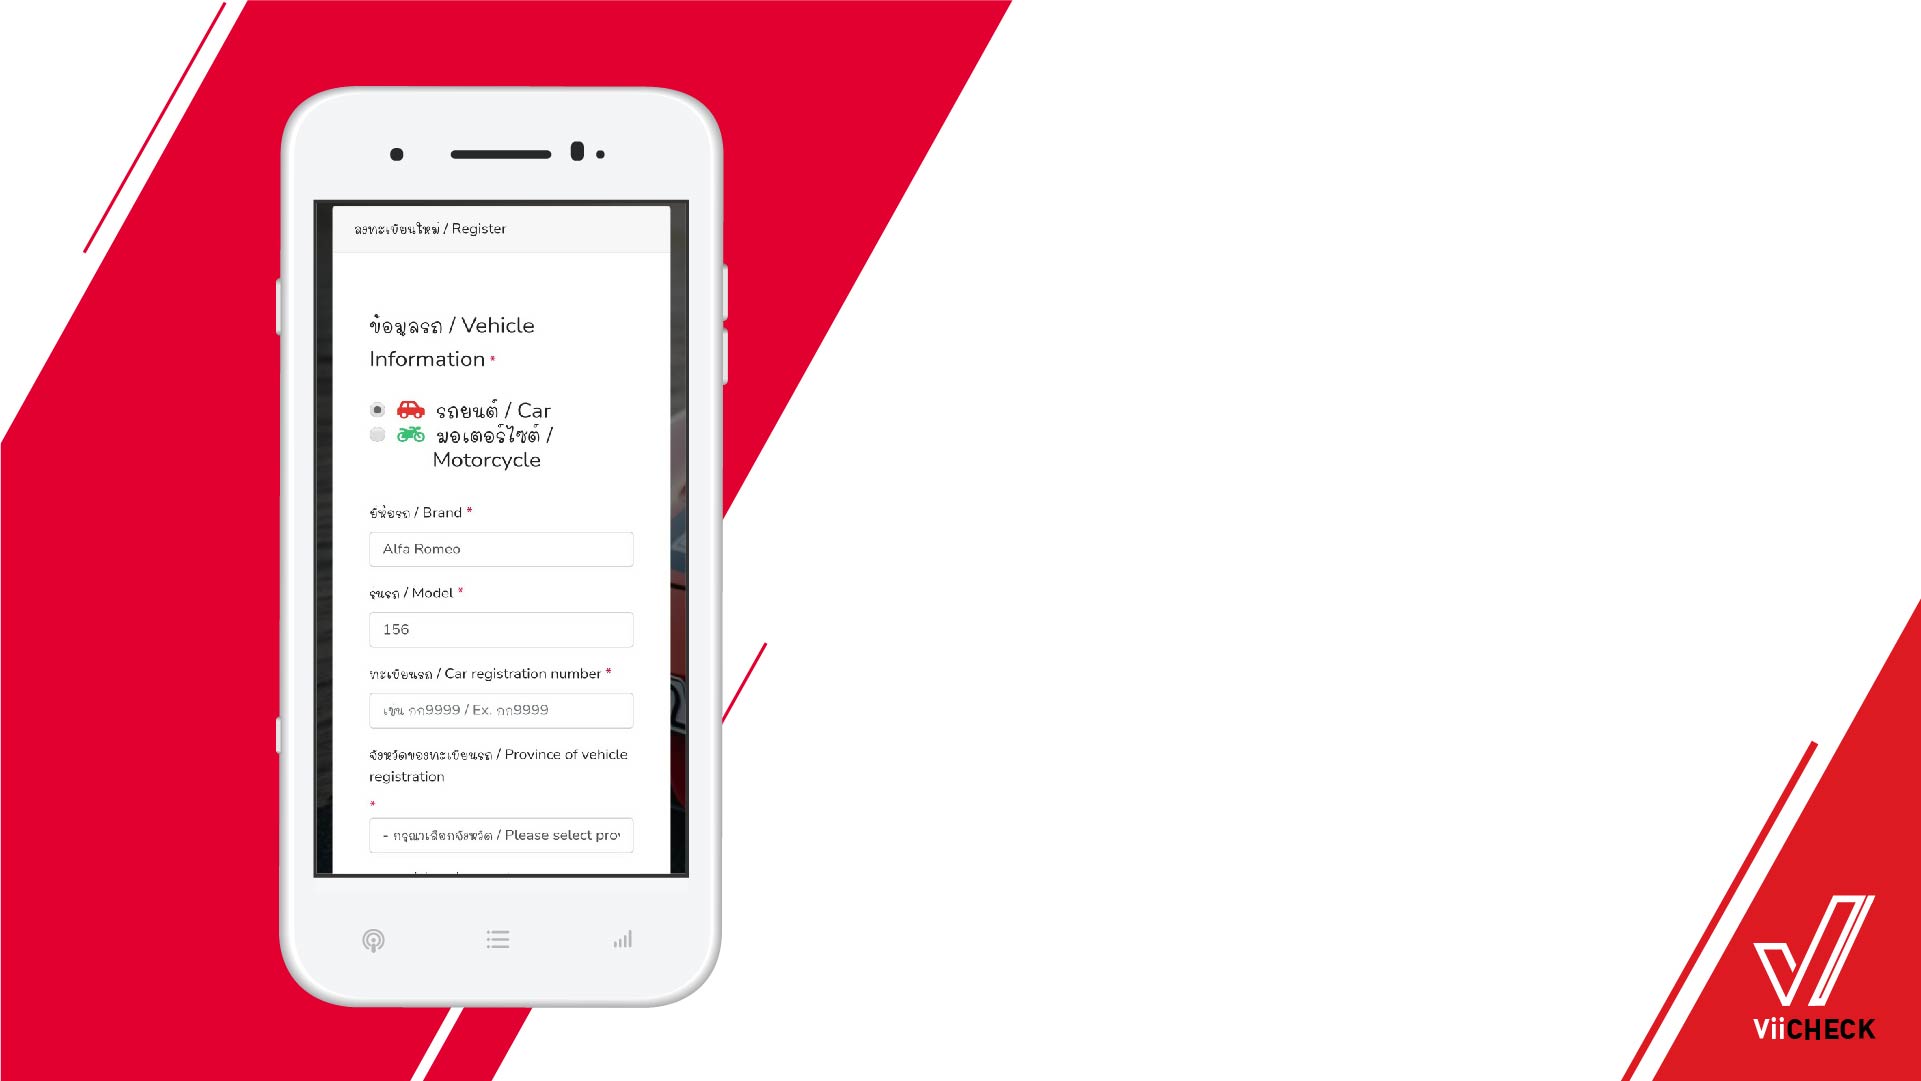 ลงทะเบียนใหม่ / Register
ข้อมูลรถ / Vehicle
Information *
รถยนต์ / Car
มอเตอร์ไซต์ /
Motorcycle
ยี่ห้อรถ / Brand *
Alfa Romeo
รุ่นรถ / Model *
156
ทะเบียนรถ / Car registration number *
เช่น กก9999 / Ex. กก9999
จังหวัดของทะเบียนรถ / Province of vehicle
registration
*
- กรุณาเลือกจังหวัด / Please select prov
ViiCHECK